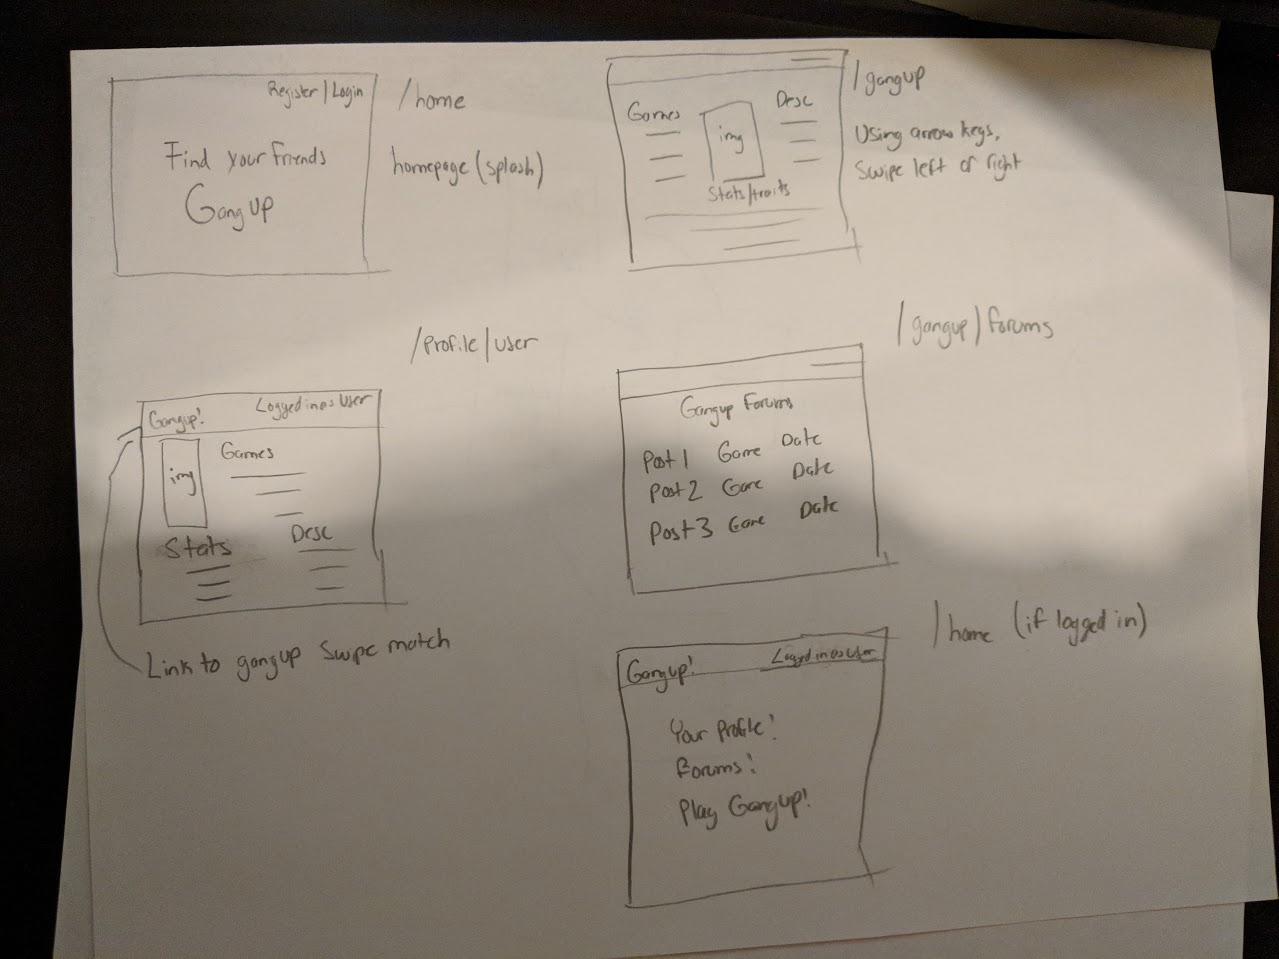 Register | Login
Find your friends
Gang Up
/home
homepage (splash)
Games
img
Desc
Stats/traits
/gangup
Using arrow keys,
Swipe left or right
/Profile/user
Gangup!
Logged in as User
img
Games
Stats
Desc
Link to gangup Swipe match
/gangup/forums
Gangup Forums
Post 1 Game Date
Post 2 Game Date
Post 3 Game Date
/home (if logged in)
Gangup!
Logged in as User
Your Profile!
Forums!
Play Gangup!